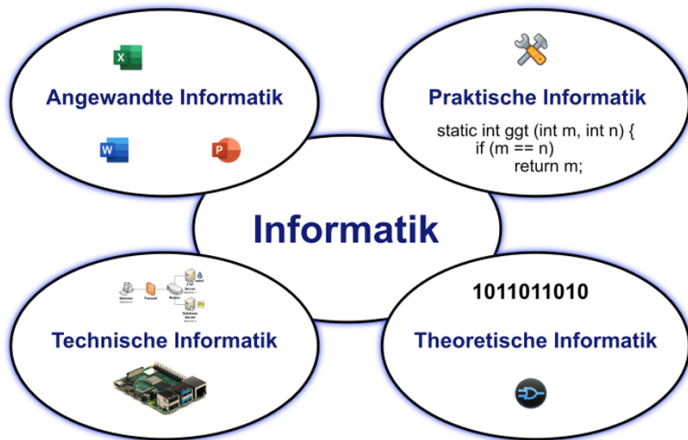 Angewandte Informatik
Praktische Informatik
static int ggt (int m, int n) {
if (m == n)
return m;
Informatik
Technische Informatik
1011011010
Theoretische Informatik